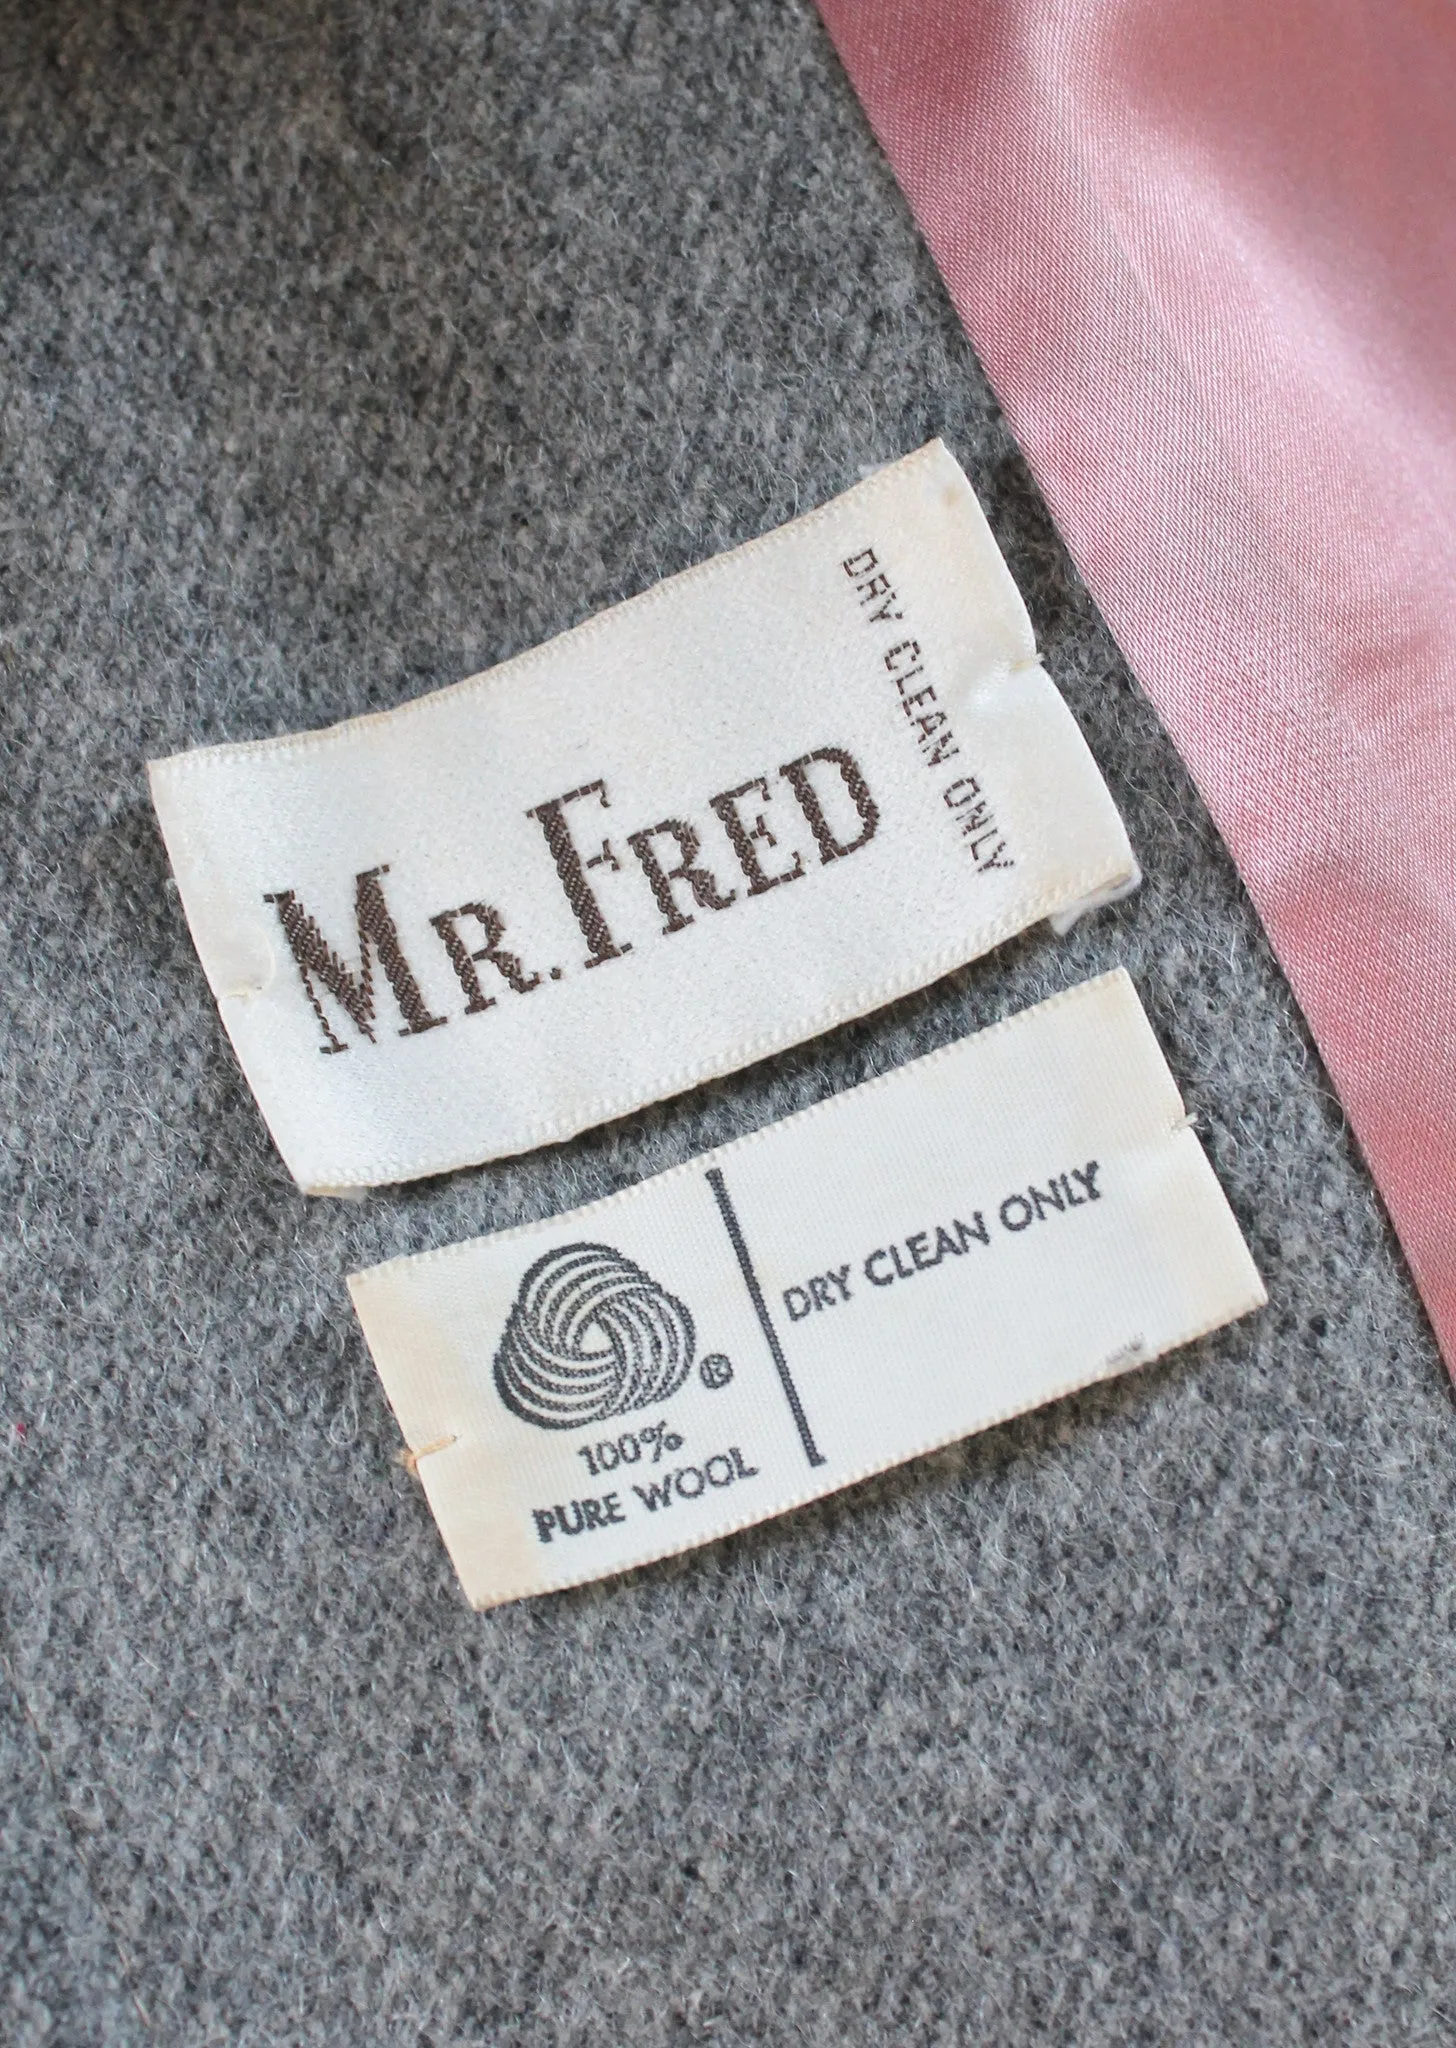 MR. FRED
DRY CLEAN ONLY
®
100%
PURE WOOL
DRY CLEAN ONLY